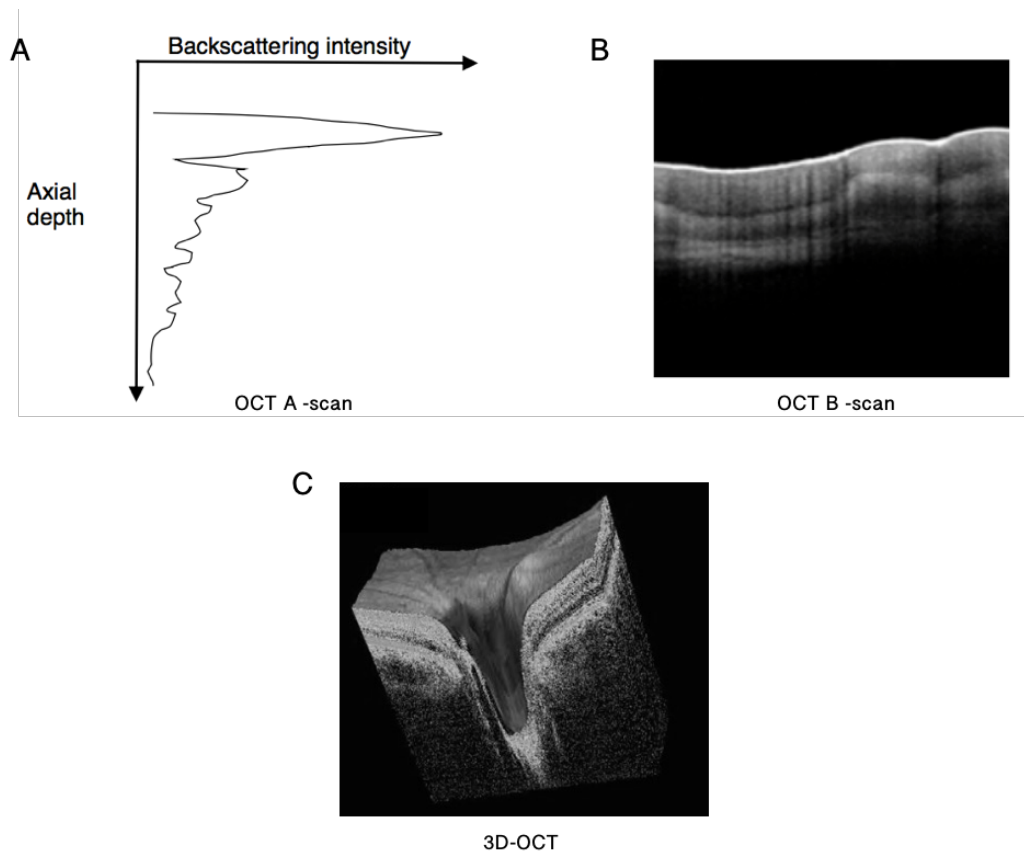 A
Backscattering intensity
Axial
depth
OCT A -scan
B
OCT B -scan
C
3D-OCT